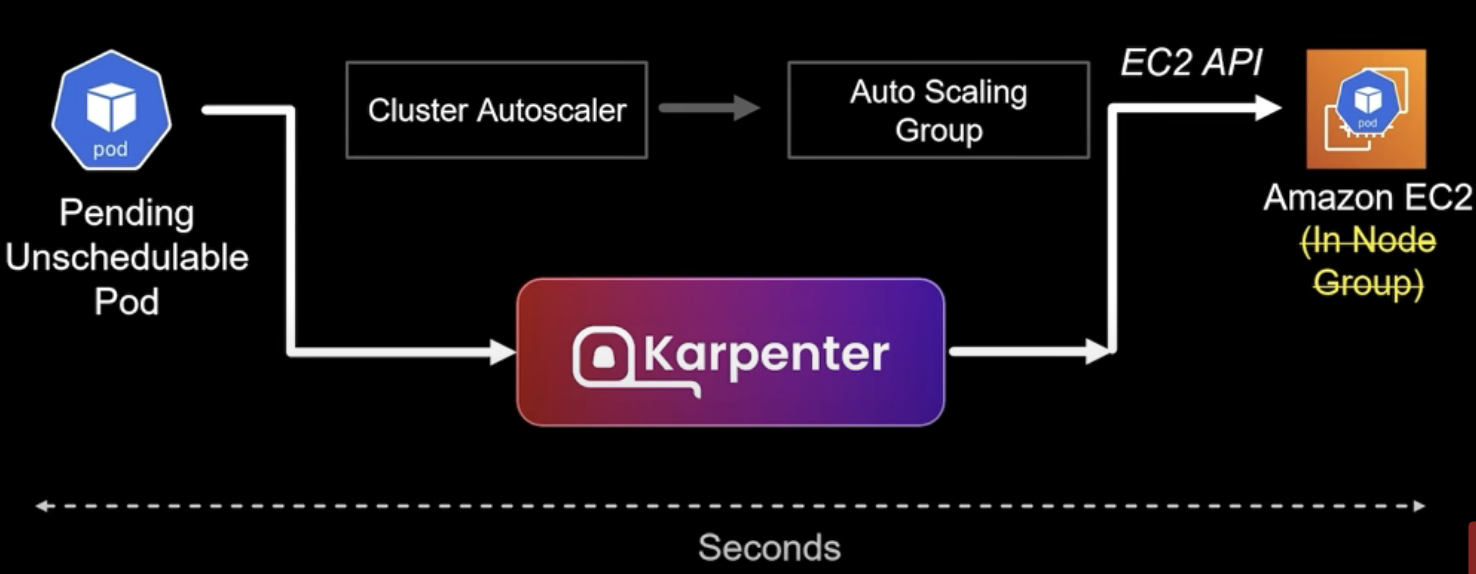 pod
Pending
Unschedulable
Pod
Cluster Autoscaler
Auto Scaling
Group
EC2 API
pod
Amazon EC2
(In Node
Group)
Karpenter
Seconds